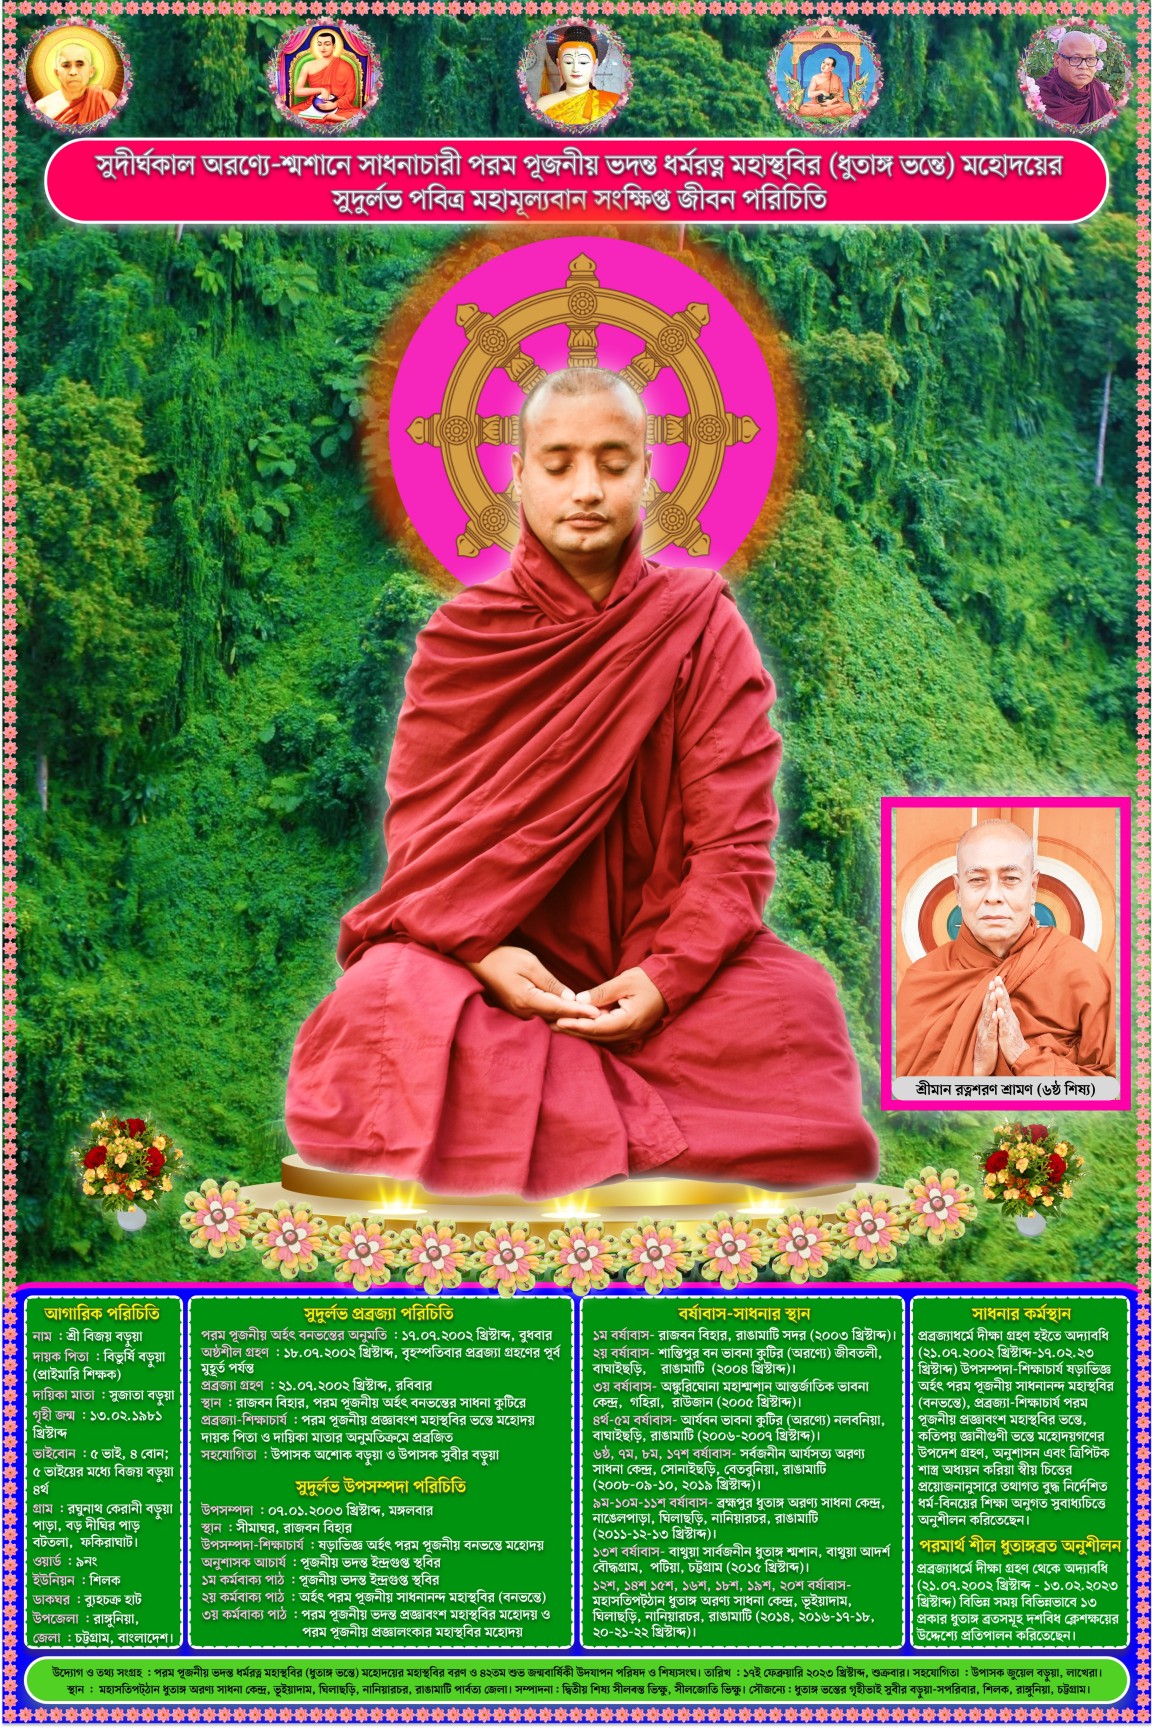 সুদীর্ঘকাল অরণ্যে-শ্মশানে সাধনাচারী পরম পূজনীয় ভদন্ত ধর্মরত্ন মহাস্থবির (ধুতাঙ্গ ভন্তে) মহোদয়ের
সুদুর্লভ পবিত্র মহামূল্যবান সংক্ষিপ্ত জীবন পরিচিতি
শ্রীমান রত্নশরণ শ্রামণ (৬ষ্ঠ শিষ্য)
আগারিক পরিচিতি
নাম : শ্রী বিজয় বড়ুয়া
দায়ক পিতা : বিভুর্ষি বড়ুয়া
(প্রাইমারি শিক্ষক)
দায়িকা মাতা : সুজাতা বড়ুয়া
গৃহী জন্ম : ১৩.০২.১৯৮১
খ্রিস্টাব্দ
ভাইবোন : ৫ ভাই, ৪ বোন;
৫ ভাইয়ের মধ্যে বিজয় বড়ুয়া
৪র্থ
গ্রাম : রঘুনাথ কেরানী বড়ুয়া
পাড়া, বড় দীঘির পাড়
বটতলা, ফকিরাঘাট।
ওয়ার্ড : ৯নং
ইউনিয়ন : শিলক
ডাকঘর : ব্যুহচক্র হাট
উপজেলা : রাঙ্গুনিয়া,
জেলা : চট্টগ্রাম, বাংলাদেশ।
সুদুর্লভ প্রব্রজ্যা পরিচিতি
পরম পূজনীয় অর্হৎ বনভন্তের অনুমতি : ১৭.০৭.২০০২ খ্রিস্টাব্দ, বুধবার
অষ্ঠশীল গ্রহণ : ১৮.০৭.২০০২ খ্রিস্টাব্দ, বৃহস্পতিবার প্রব্রজ্যা গ্রহণের পূর্ব
মুহূর্ত পর্যন্ত
প্রব্রজ্যা গ্রহণ : ২১.০৭.২০০২ খ্রিস্টাব্দ, রবিবার
স্থান : রাজবন বিহার, পরম পূজনীয় অর্হৎ বনভন্তের সাধনা কুটিরে
প্রব্রজ্যা-শিক্ষাচার্য : পরম পূজনীয় প্রজ্ঞাবংশ মহাস্থবির ভন্তে মহোদয়
দায়ক পিতা ও দায়িকা মাতার অনুমতিক্রমে প্রব্রজিত
সহযোগিতা : উপাসক অশোক বড়ুয়া ও উপাসক সুবীর বড়ুয়া
সুদুর্লভ উপসম্পদা পরিচিতি
উপসম্পদা : ০৭.০১.২০০৩ খ্রিস্টাব্দ, মঙ্গলবার
স্থান : সীমাঘর, রাজবন বিহার
উপসম্পদা-শিক্ষাচার্য : ষড়াভিজ্ঞ অর্হৎ পরম পূজনীয় বনভন্তে মহোদয়
অনুশাসক আচার্য : পূজনীয় ভদন্ত ইন্দ্রগুপ্ত স্থবির
১ম কর্মবাক্য পাঠ : পূজনীয় ভদন্ত ইন্দ্রগুপ্ত স্থবির
২য় কর্মবাক্য পাঠ : অর্হৎ পরম পূজনীয় সাধনানন্দ মহাস্থবির (বনভন্তে)
৩য় কর্মবাক্য পাঠ : পরম পূজনীয় ভদন্ত প্রজ্ঞাবংশ মহাস্থবির মহোদয় ও
পরম পূজনীয় প্রজ্ঞালংকার মহাস্থবির মহোদয়
বর্ষাবাস-সাধনার স্থান
১ম বর্ষাবাস- রাজবন বিহার, রাঙামাটি সদর (২০০৩ খ্রিস্টাব্দ)।
২য় বর্ষাবাস- শান্তিপুর বন ভাবনা কুটির (অরণ্যে) জীবতলী,
বাঘাইছড়ি, রাঙামাটি (২০০৪ খ্রিস্টাব্দ)।
৩য় বর্ষাবাস- অঙ্কুরিঘোনা মহাশ্মশান আন্তর্জাতিক ভাবনা
কেন্দ্র, গহিরা, রাউজান (২০০৫ খ্রিস্টাব্দ)।
৪র্থ-৫ম বর্ষাবাস- আর্যবন ভাবনা কুটির (অরণ্যে) নলবনিয়া,
বাঘাইছড়ি, রাঙামাটি (২০০৬-২০০৭ খ্রিস্টাব্দ)।
৬ষ্ঠ, ৭ম, ৮ম, ১৭শ বর্ষাবাস- সর্বজনীন আর্যসত্য অরণ্য
সাধনা কেন্দ্র, সোনাইছড়ি, বেতবুনিয়া, রাঙামাটি
(২০০৮-০৯-১০, ২০১৯ খ্রিস্টাব্দ)।
৯ম-১০ম-১১শ বর্ষাবাস- ব্রহ্মপুর ধুতাঙ্গ অরণ্য সাধনা কেন্দ্র,
নাঙেলপাড়া, ঘিলাছড়ি, নানিয়ারচর, রাঙামাটি
(২০১১-১২-১৩ খ্রিস্টাব্দ)।
১৩শ বর্ষাবাস- বাথুয়া সার্বজনীন ধুতাঙ্গ শ্মশান, বাথুয়া আদর্শ
বৌদ্ধগ্রাম, পটিয়া, চট্টগ্রাম (২০১৫ খ্রিস্টাব্দ)।
১২শ, ১৪শ ১৫শ, ১৬শ, ১৮শ, ১৯শ, ২০শ বর্ষাবাস-
মহাসতিপট্ঠান ধুতাঙ্গ অরণ্য সাধনা কেন্দ্র, ভূইয়াদাম,
ঘিলাছড়ি, নানিয়ারচর, রাঙামাটি (২০১৪, ২০১৬-১৭-১৮,
২০-২১-২২ খ্রিস্টাব্দ)।
সাধনার কর্মস্থান
প্রব্রজ্যাধর্মে দীক্ষা গ্রহণ হইতে অদ্যাবধি
(২১.০৭.২০০২ খ্রিস্টাব্দ-১৭.০২.২৩
খ্রিস্টাব্দ) উপসম্পদা-শিক্ষাচার্য ষড়াভিজ্ঞ
অর্হৎ পরম পূজনীয় সাধনানন্দ মহাস্থবির
(বনভন্তে), প্রব্রজ্যা-শিক্ষাচার্য পরম
পূজনীয় প্রজ্ঞাবংশ মহাস্থবির ভন্তে,
কতিপয় জ্ঞানীগুণী ভন্তে মহোদয়গণের
উপদেশ গ্রহণ, অনুশাসন এবং ত্রিপিটক
শাস্ত্র অধ্যয়ন করিয়া স্বীয় চিত্তের
প্রয়োজনানুসারে তথাগত বুদ্ধ নির্দেশিত
ধর্ম-বিনয়ের শিক্ষা অনুগত সুবাধ্যচিত্তে
অনুশীলন করিতেছেন।
পরমার্থ শীল ধুতাঙ্গব্রত অনুশীলন
প্রব্রজ্যাধর্মে দীক্ষা গ্রহণ থেকে অদ্যাবধি
(২১.০৭.২০০২ খ্রিস্টাব্দ - ১৩.০২.২০২৩
খ্রিস্টাব্দ) বিভিন্ন সময় বিভিন্নভাবে ১৩
প্রকার ধুতাঙ্গ ব্রতসমূহ দশবিধ ক্লেশক্ষয়ের
উদ্দেশ্যে প্রতিপালন করিতেছেন।
উদ্যোগ ও তথ্য সংগ্রহ : পরম পূজনীয় ভদন্ত ধর্মরত্ন মহাস্থবির (ধুতাঙ্গ ভন্তে) মহোদয়ের মহাস্থবির বরণ ও ৪২তম শুভ জন্মবার্ষিকী উদযাপন পরিষদ ও শিষ্যসংঘ। তারিখ : ১৭ই ফেব্রুয়ারি ২০২৩ খ্রিস্টাব্দ, শুক্রবার। সহযোগিতা : উপাসক জুয়েল বড়ুয়া, লাখেরা।
স্থান : মহাসতিপট্ঠান ধুতাঙ্গ অরণ্য সাধনা কেন্দ্র, ভূইয়াদাম, ঘিলাছড়ি, নানিয়ারচর, রাঙামাটি পার্বত্য জেলা। সম্পাদনা : দ্বিতীয় শিষ্য সীলৰন্ত ভিক্ষু, সীলজোতি ভিক্ষু। সৌজন্যে : ধুতাঙ্গ ভন্তের গৃহীভাই সুবীর বড়ুয়া-সপরিবার, শিলক, রাঙ্গুনিয়া, চট্টগ্রাম।